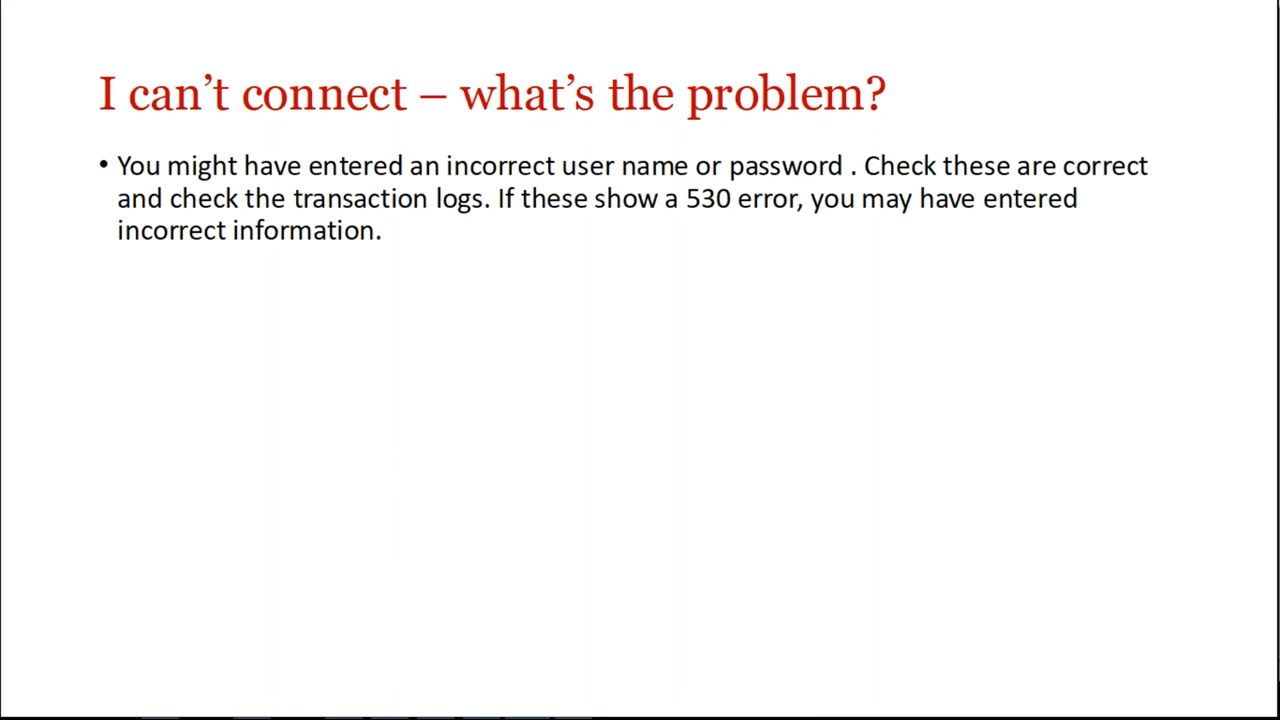 I can’t connect – what’s the problem?
• You might have entered an incorrect user name or password . Check these are correct
and check the transaction logs. If these show a 530 error, you may have entered
incorrect information.